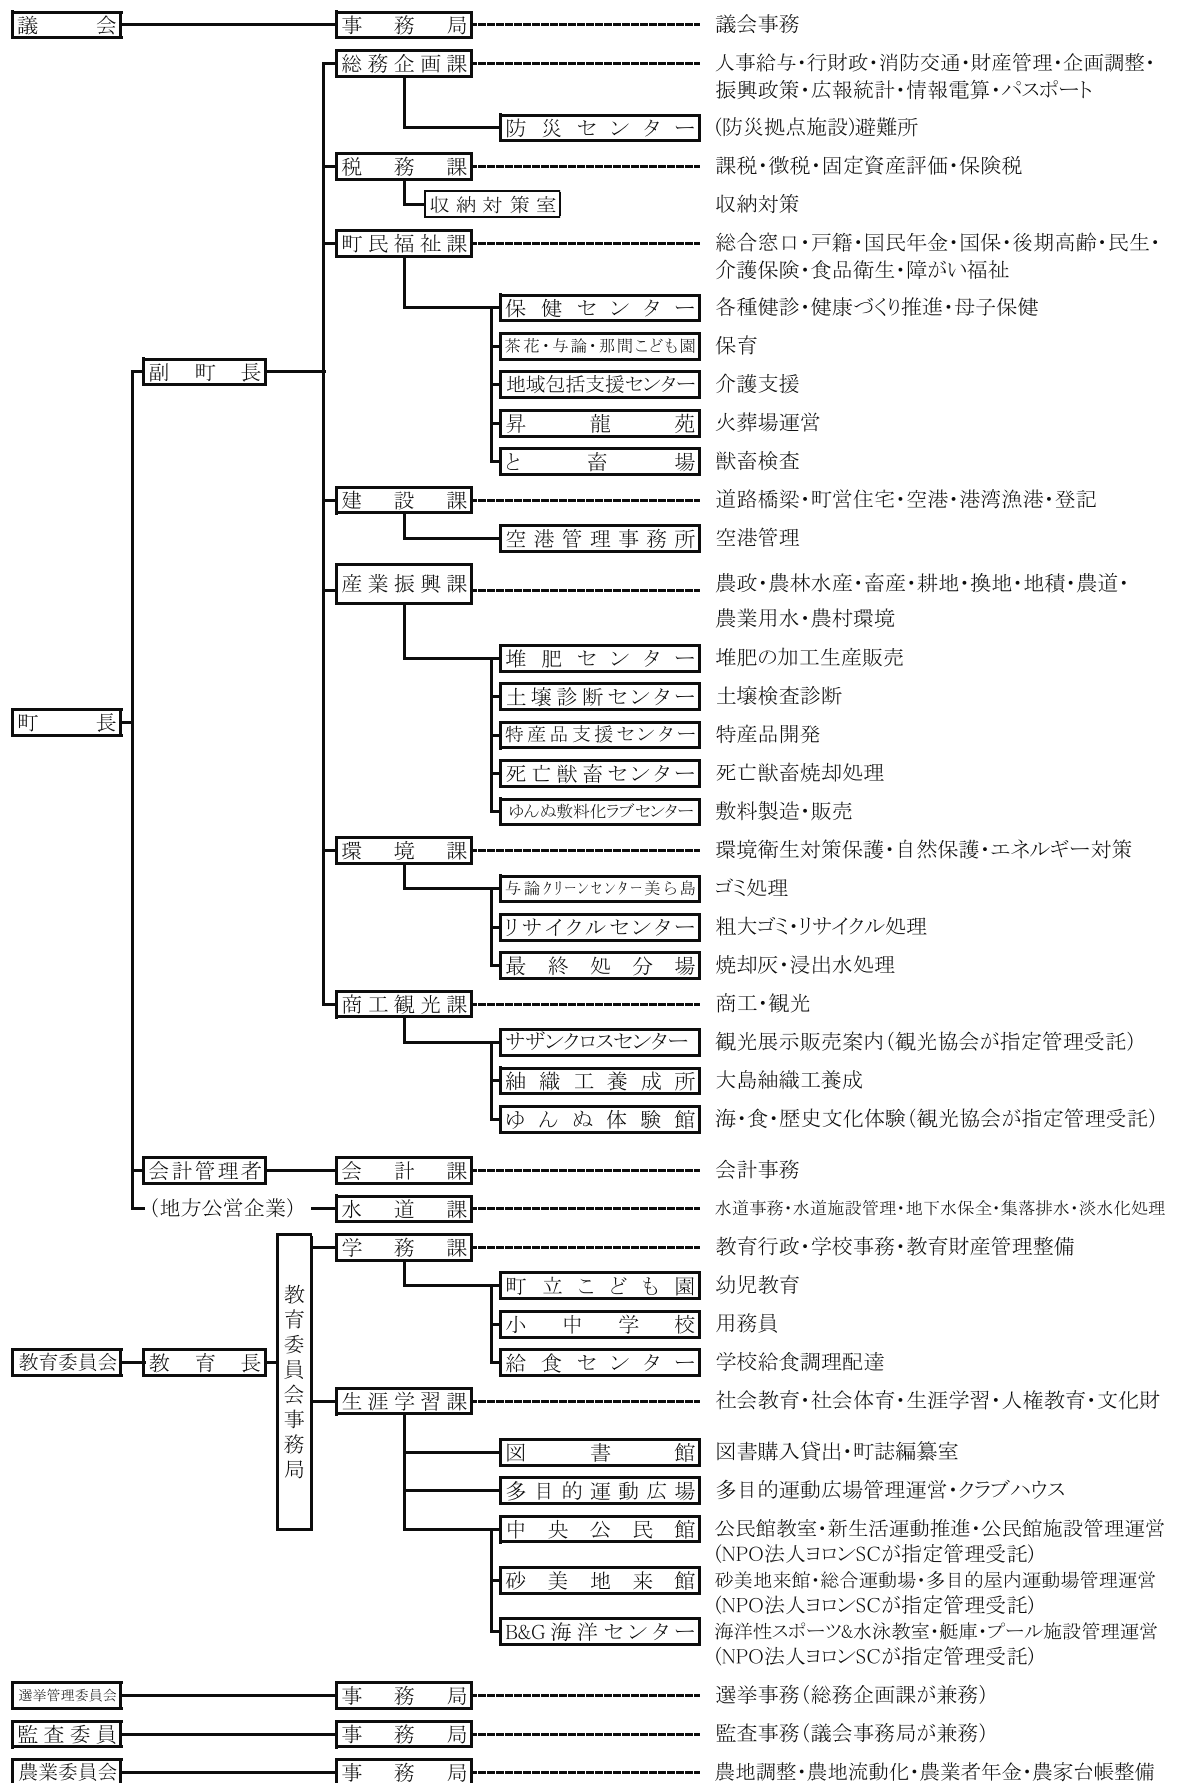 議会 事務局 議会事務
総務企画課 人事給与・行財政・消防交通・財産管理・企画調整・
振興政策・広報統計・情報電算・パスポート
防災センター (防災拠点施設)避難所
税務課 課税・徴税・固定資産評価・保険税
収納対策室 収納対策
町民福祉課 総合窓口・戸籍・国民年金・国保・後期高齢・民生・
介護保険・食品衛生・障がい福祉
保健センター 各種健診・健康づくり推進・母子保健
茶花・与論・那間こども園 保育
副町長
地域包括支援センター 介護支援
昇龍苑 火葬場運営
と畜場 獣畜検査
建設課 道路橋梁・町営住宅・空港・港湾漁港・登記
空港管理事務所 空港管理
産業振興課 農政・農林水産・畜産・耕地・換地・地積・農道・
農業用水・農村環境
堆肥センター 堆肥の加工生産販売
土壌診断センター 土壌検査診断
町長
特産品支援センター 特産品開発
死亡獣畜センター 死亡獣畜焼却処理
ゆんぬ敷料化ラブセンター 敷料製造・販売
環境課 環境衛生対策保護・自然保護・エネルギー対策
与論クリーンセンター美ら島 ゴミ処理
リサイクルセンター 粗大ゴミ・リサイクル処理
最終処分場 焼却灰・浸出水処理
商工観光課 商工・観光
サザンクロスセンター 観光展示販売案内(観光協会が指定管理受託)
紬織工養成所 大島紬織工養成
ゆんぬ体験館 海・食・歴史文化体験(観光協会が指定管理受託)
会計管理者 会計課 会計事務
(地方公営企業) 水道課 水道事務・水道施設管理・地下水保全・集落排水・淡水化処理
学務課 教育行政・学校事務・教育財産管理整備
町立こども園 幼児教育
小中学校 用務員
教育委員会 教育長 教育委員会事務局 給食センター 学校給食調理配達
生涯学習課 社会教育・社会体育・生涯学習・人権教育・文化財
図書館 図書購入貸出・町誌編纂室
多目的運動広場 多目的運動広場管理運営・クラブハウス
中央公民館 公民館教室・新生活運動推進・公民館施設管理運営
(NPO法人ヨロンSCが指定管理受託)
砂美地来館 砂美地来館・総合運動場・多目的屋内運動場管理運営
(NPO法人ヨロンSCが指定管理受託)
B&G海洋センター 海洋性スポーツ&水泳教室・艇庫・プール施設管理運営
(NPO法人ヨロンSCが指定管理受託)
選挙管理委員会 事務局 選挙事務(総務企画課が兼務)
監査委員 事務局 監査事務(議会事務局が兼務)
農業委員会 事務局 農地調整・農地流動化・農業者年金・農家台帳整備